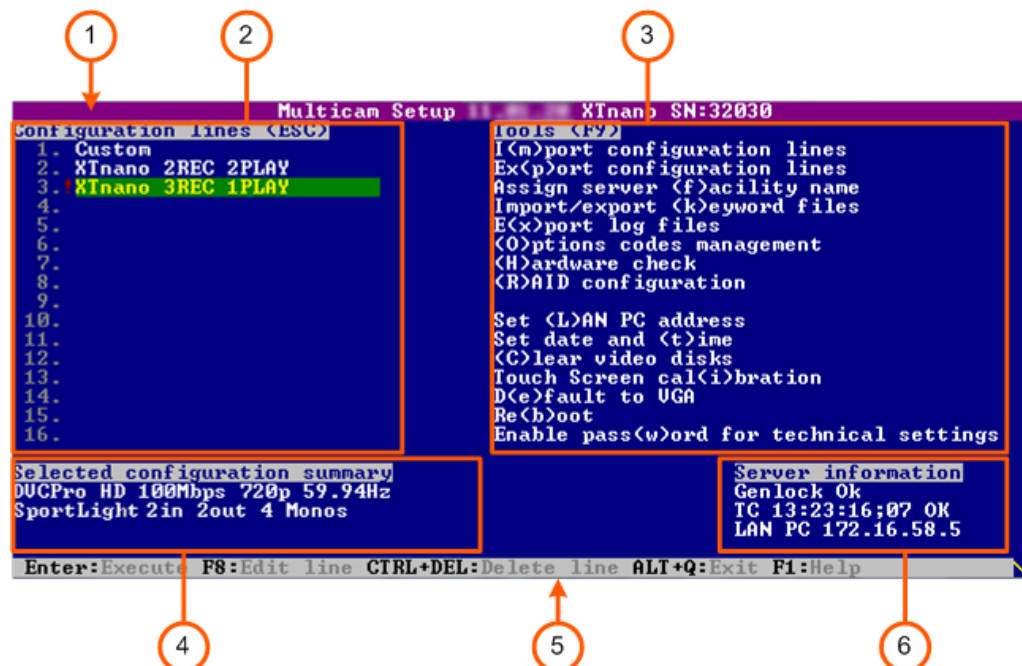 1 2 3
Multicam Setup XTnano SN:32030
Configuration lines (ESC)
1. Custom
2. XTnano 2REC 2PLAY
3.!XTnano 3REC 1PLAY
4.
5.
6.
7.
8.
9.
10.
11.
12.
13.
14.
15.
16.
Tools (F9)
I(m)port configuration lines
Ex(p)ort configuration lines
Assign server (f)acility name
Import/export (k)eyword files
E(x)port log files
(O)ptions codes management
(H)ardware check
(R)AID configuration
Set (L)AN PC address
Set date and (t)ime
(C)lear video disks
Touch Screen cal(i)bration
D(e)fault to VGA
Re(b)oot
Enable pass(w)ord for technical settings
Selected configuration summary
DVCPro HD 100Mbps 720p 59.94Hz
SportLight 2in 2out 4 Monos
Server information
Genlock Ok
TC 13:23:16;07 OK
LAN PC 172.16.58.5
Enter:Execute F8:Edit line CTRL+DEL:Delete line ALT+Q:Exit F1:Help
4 5 6